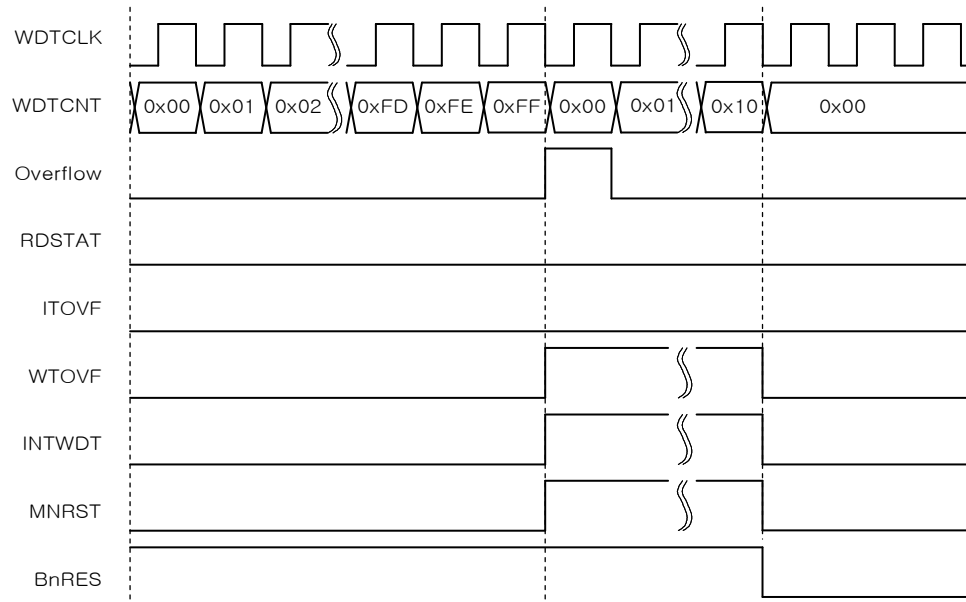 WDTCLK
WDTCNT 0x00 0x01 0x02 0xFD 0xFE 0xFF 0x00 0x01 0x10 0x00
Overflow
RDSTAT
ITOVF
WTOVF
INTWDT
MNRST
BnRES